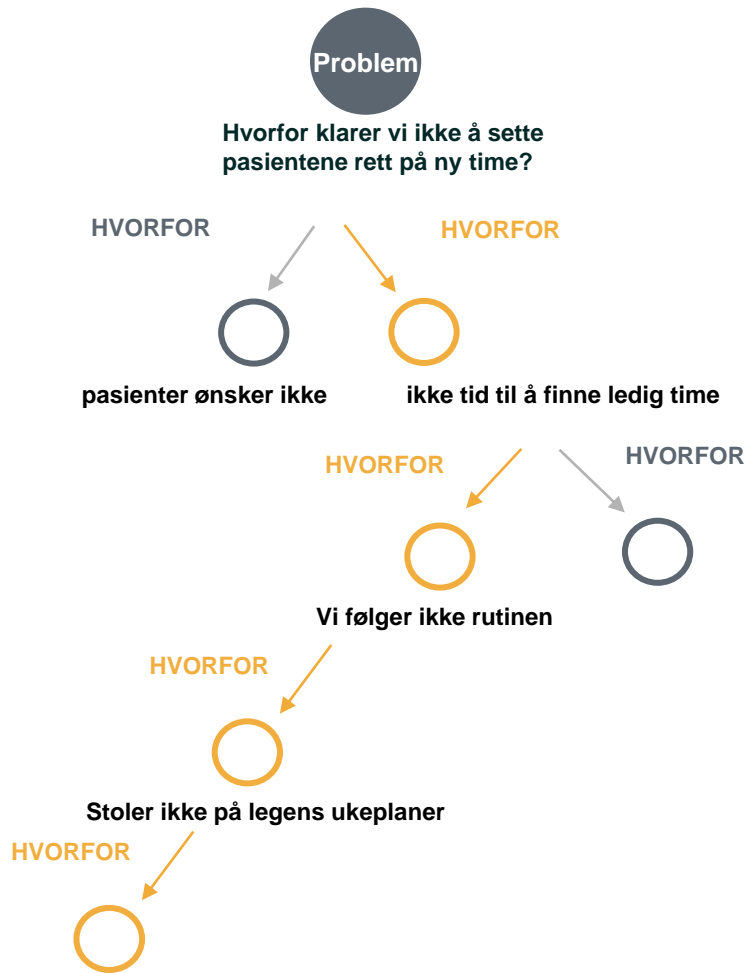 Problem
Hvorfor klarer vi ikke å sette
pasientene rett på ny time?
HVORFOR
HVORFOR
pasienter ønsker ikke
ikke tid til å finne ledig time
HVORFOR
HVORFOR
Vi følger ikke rutinen
HVORFOR
Stoler ikke på legens ukeplaner
HVORFOR